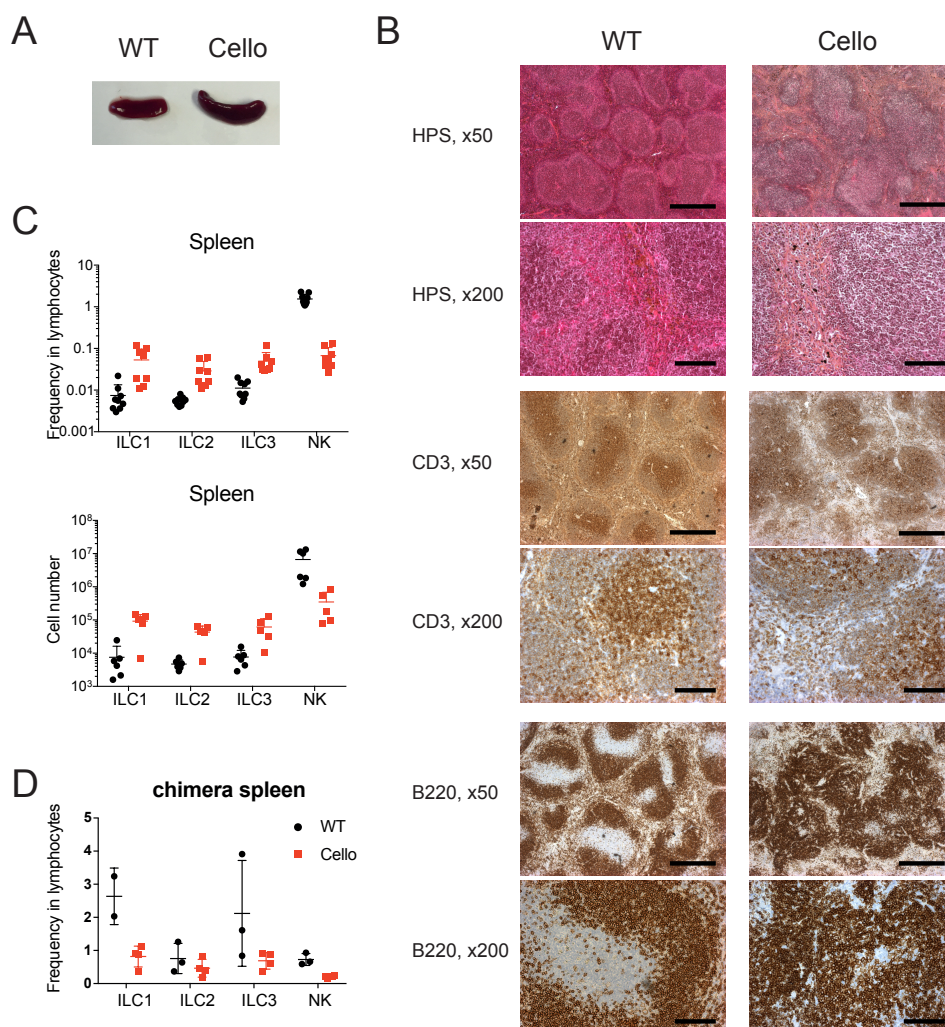 A
WT
Cello
B
WT
Cello
HPS, x50
HPS, x200
CD3, x50
CD3, x200
B220, x50
B220, x200
C
Spleen
Frequency in lymphocytes
10
1
0.1
0.01
0.001
ILC1 ILC2 ILC3 NK
Spleen
Cell number
10⁸
10⁷
10⁶
10⁵
10⁴
10³
ILC1 ILC2 ILC3 NK
D
chimera spleen
Frequency in lymphocytes
5
4
3
2
1
0
WT
Cello
ILC1 ILC2 ILC3 NK